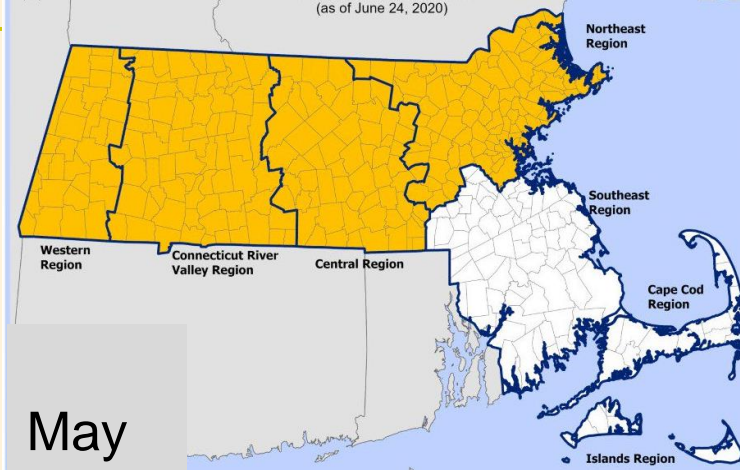 (as of June 24, 2020)
Northeast
Region
Southeast
Region
Western
Region
Connecticut River
Valley Region
Central Region
Cape Cod
Region
May
Islands Region